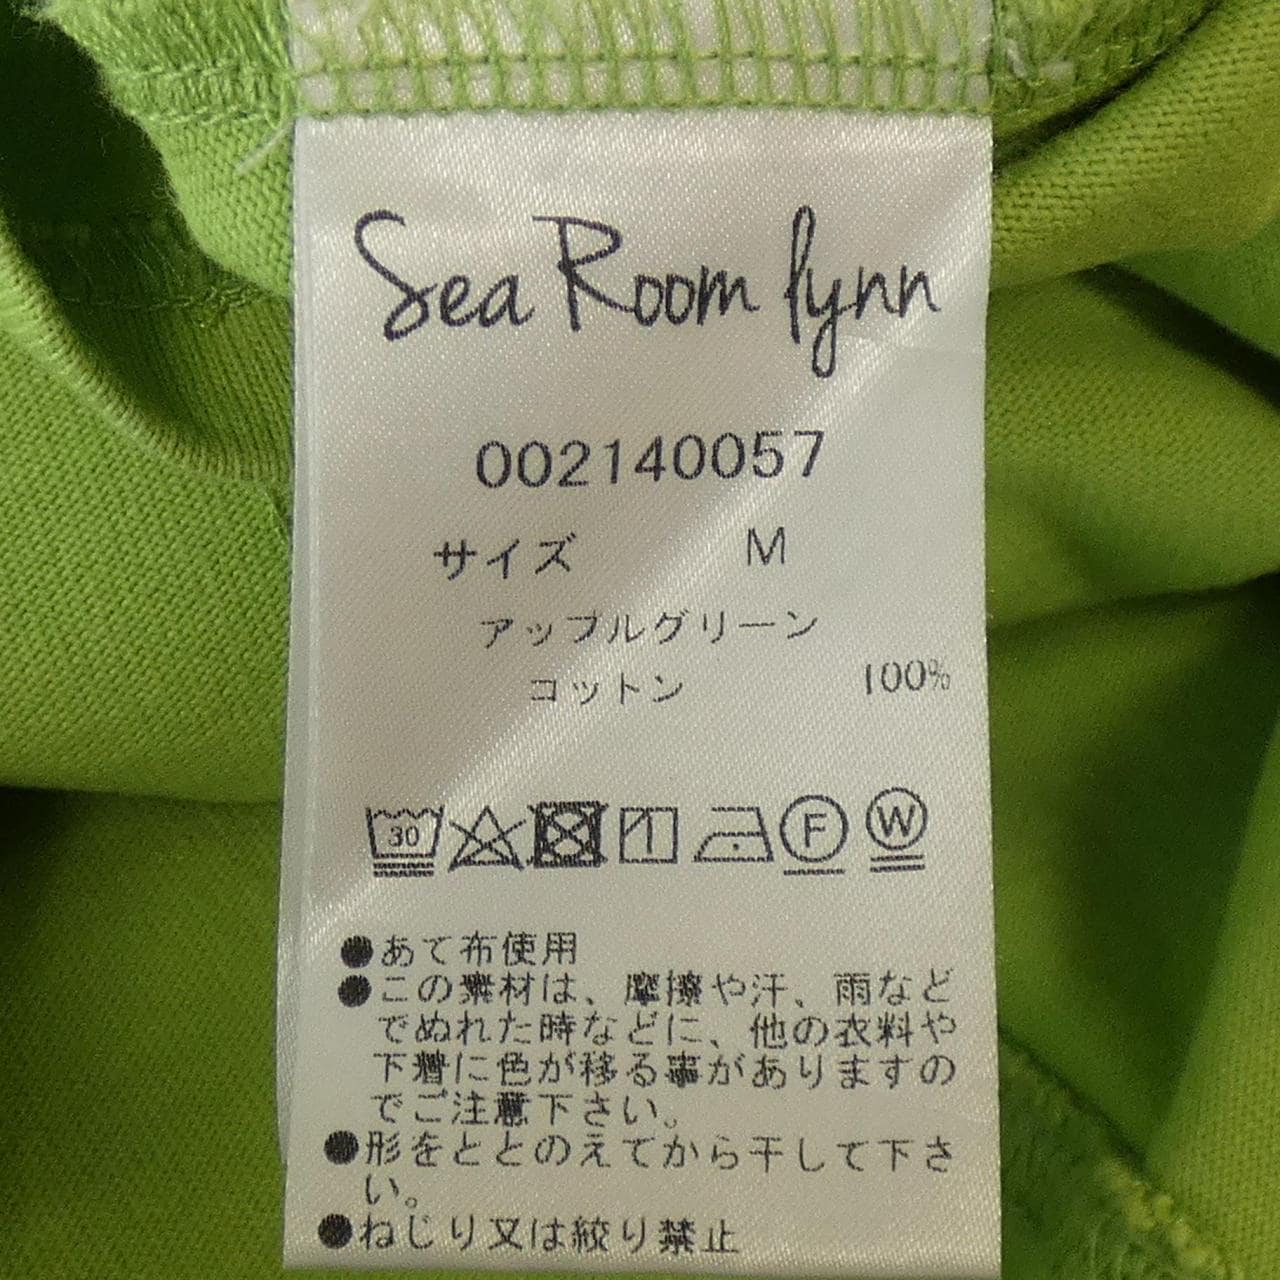 Sea Room lynn
002140057
サイズ M
アップルグリーン
コットン 100%
30 1 F W
●あて布使用
●この素材は、摩擦や汗、雨など
でぬれた時などに、他の衣料や
下着に色が移る事がありますの
でご注意下さい。
●形をととのえてから干して下さ
い。
●ねじり又は絞り禁止